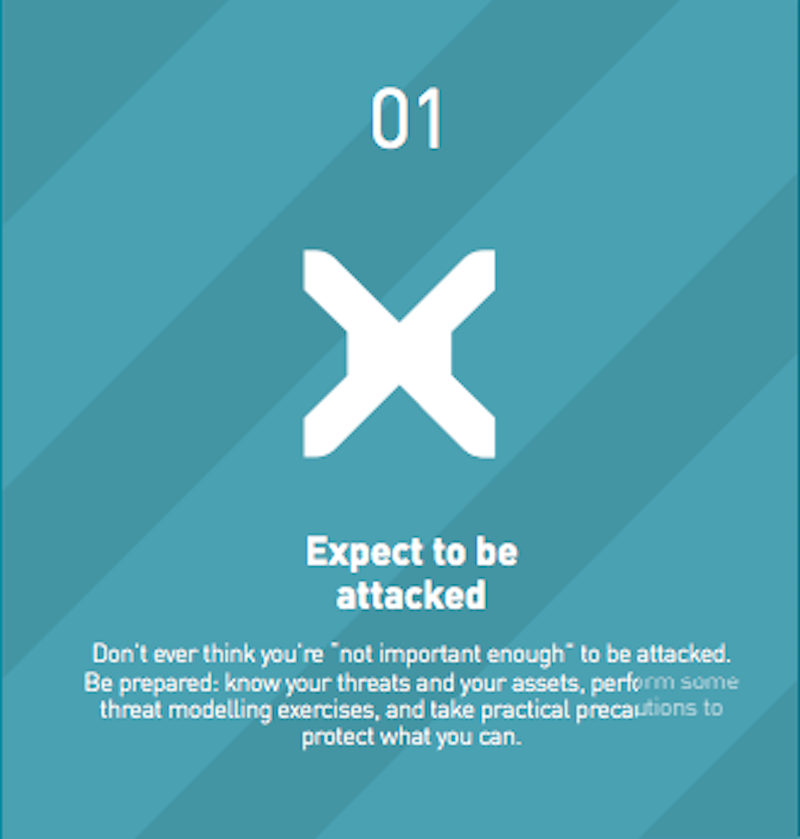 01
Expect to be
attacked
Don't ever think you're "not important enough" to be attacked.
Be prepared: know your threats and your assets, perform some
threat modelling exercises, and take practical precautions to
protect what you can.